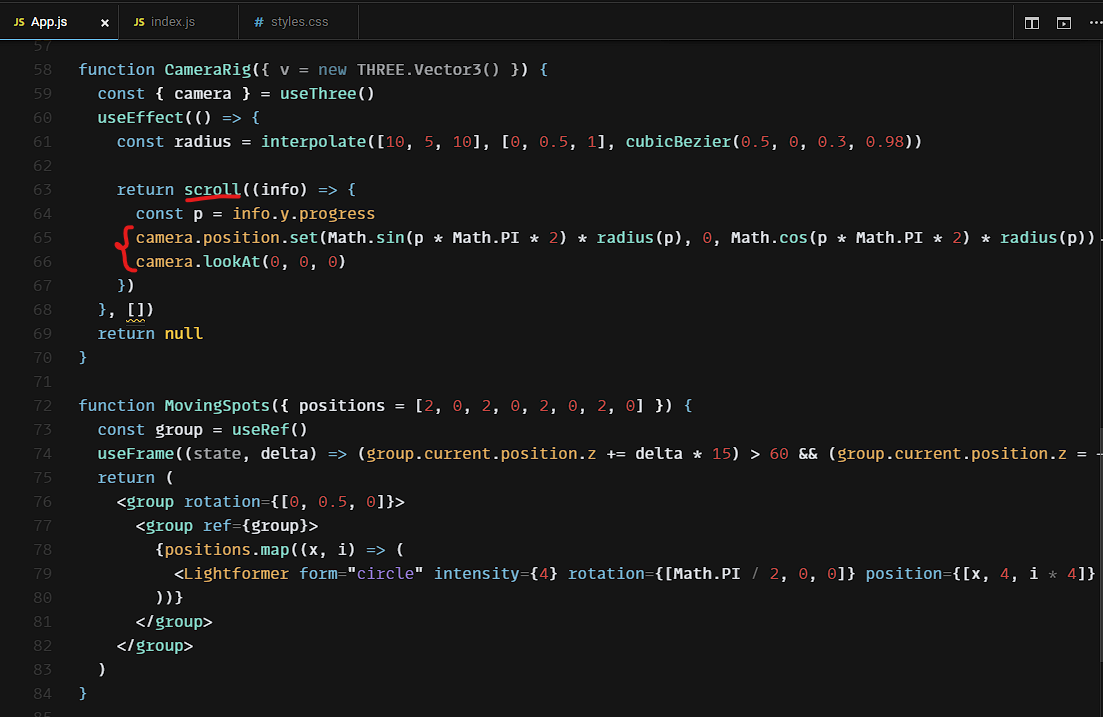 JS App.js × JS index.js # styles.css ...
57
58 function CameraRig({ v = new THREE.Vector3() }) {
59 const { camera } = useThree()
60 useEffect(() => {
61 const radius = interpolate([10, 5, 10], [0, 0.5, 1], cubicBezier(0.5, 0, 0.3, 0.98))
62
63 return scroll((info) => {
64 const p = info.y.progress
65 camera.position.set(Math.sin(p * Math.PI * 2) * radius(p), 0, Math.cos(p * Math.PI * 2) * radius(p))
66 camera.lookAt(0, 0, 0)
67 })
68 }, [])
69 return null
70 }
71
72 function MovingSpots({ positions = [2, 0, 2, 0, 2, 0, 2, 0] }) {
73 const group = useRef()
74 useFrame((state, delta) => (group.current.position.z += delta * 15) > 60 && (group.current.position.z = -
75 return (
76 <group rotation={[0, 0.5, 0]}>
77 <group ref={group}>
78 {positions.map((x, i) => (
79 <Lightformer form="circle" intensity={4} rotation={[Math.PI / 2, 0, 0]} position={[x, 4, i * 4]}
80 ))}
81 </group>
82 </group>
83 )
84 }
85